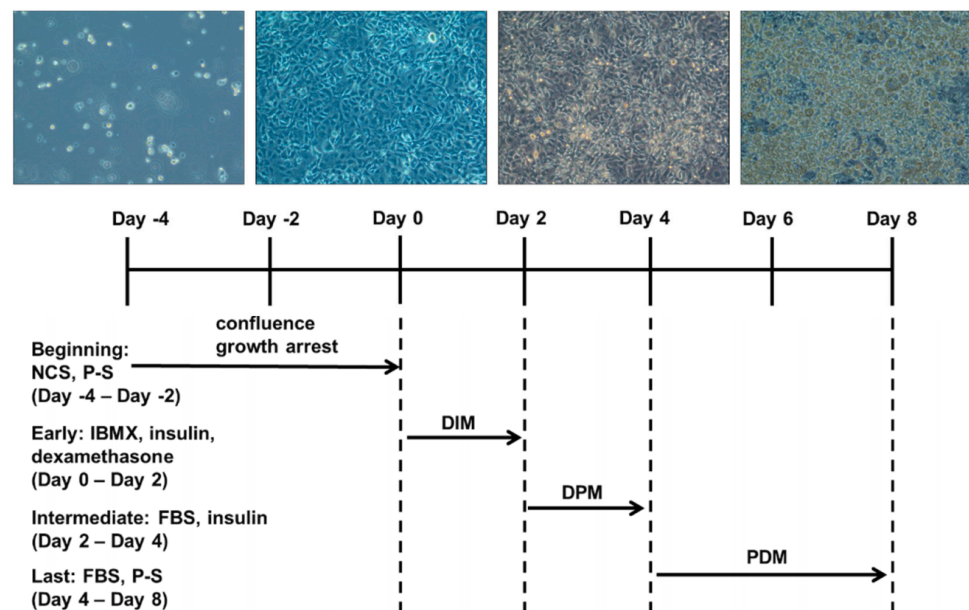 Day -4 Day -2 Day 0 Day 2 Day 4 Day 6 Day 8
confluence
growth arrest
Beginning:
NCS, P-S
(Day -4 – Day -2)
DIM
Early: IBMX, insulin,
dexamethasone
(Day 0 – Day 2)
DPM
Intermediate: FBS, insulin
(Day 2 – Day 4)
PDM
Last: FBS, P-S
(Day 4 – Day 8)